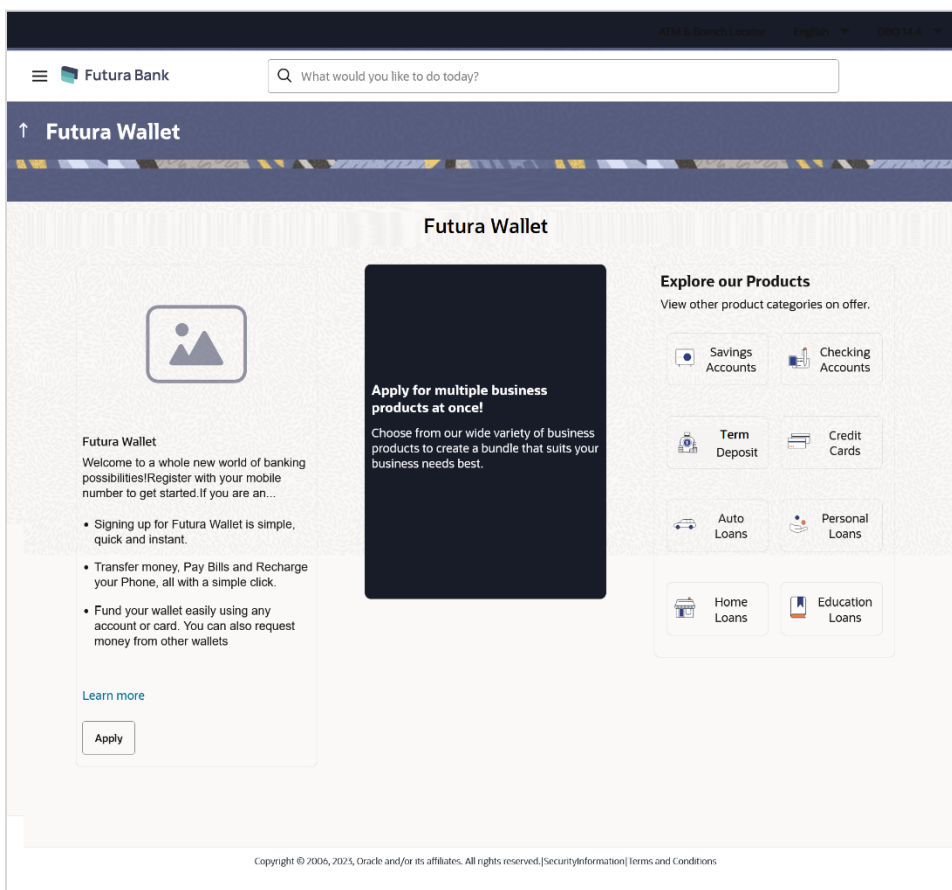 ATM & Branch Locator English OBO 14.4
Futura Bank
What would you like to do today?
Futura Wallet
Futura Wallet
Futura Wallet
Welcome to a whole new world of banking
possibilities!Register with your mobile
number to get started.If you are an...
• Signing up for Futura Wallet is simple,
quick and instant.
• Transfer money, Pay Bills and Recharge
your Phone, all with a simple click.
• Fund your wallet easily using any
account or card. You can also request
money from other wallets
Learn more
Apply
Apply for multiple business
products at once!
Choose from our wide variety of business
products to create a bundle that suits your
business needs best.
Explore our Products
View other product categories on offer.
Savings
Accounts
Checking
Accounts
Term
Deposit
Credit
Cards
Auto
Loans
Personal
Loans
Home
Loans
Education
Loans
Copyright © 2006, 2023, Oracle and/or its affiliates. All rights reserved.|SecurityInformation|Terms and Conditions